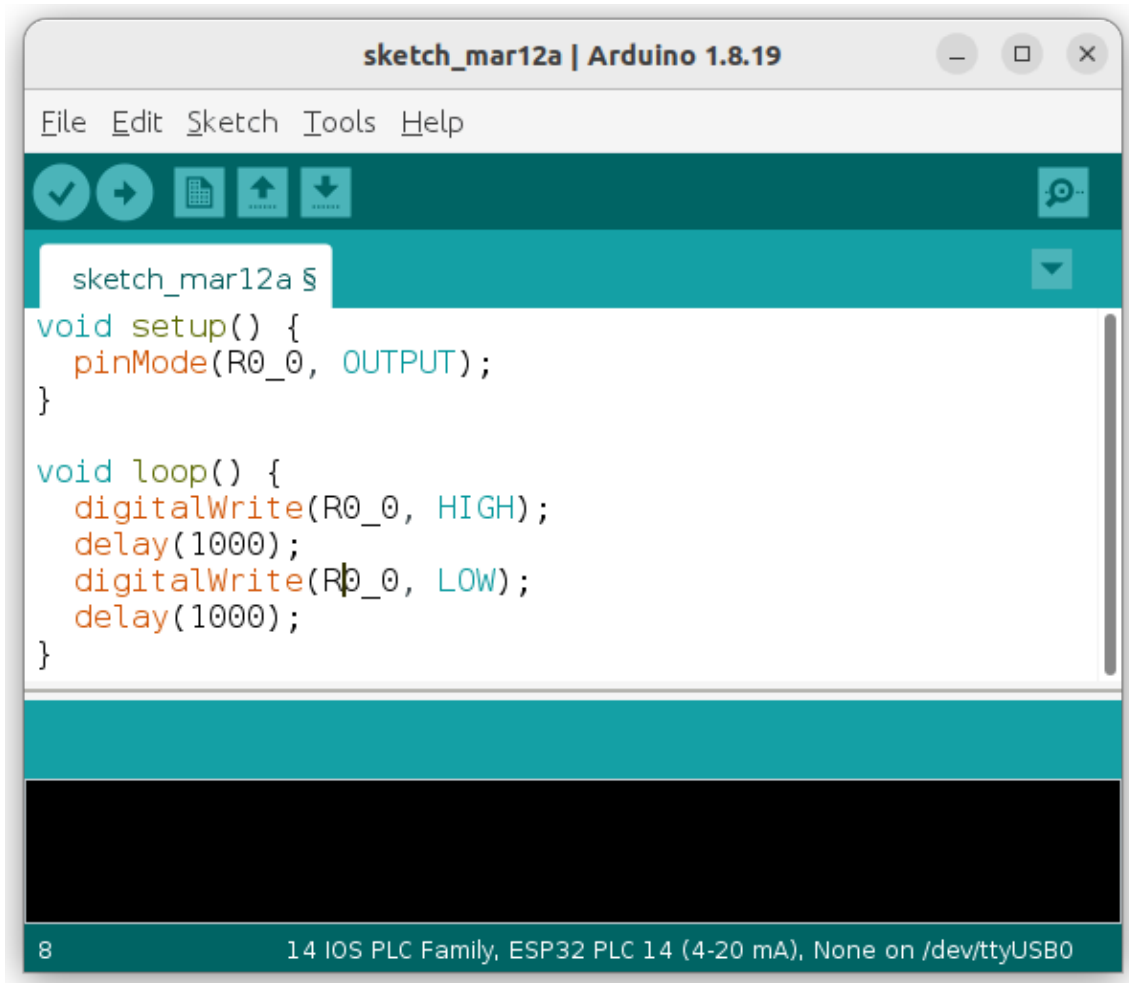 sketch_mar12a | Arduino 1.8.19
File Edit Sketch Tools Help
sketch_mar12a §
void setup() {
  pinMode(R0_0, OUTPUT);
}
void loop() {
  digitalWrite(R0_0, HIGH);
  delay(1000);
  digitalWrite(R0_0, LOW);
  delay(1000);
}
8 14 IOS PLC Family, ESP32 PLC 14 (4-20 mA), None on /dev/ttyUSB0